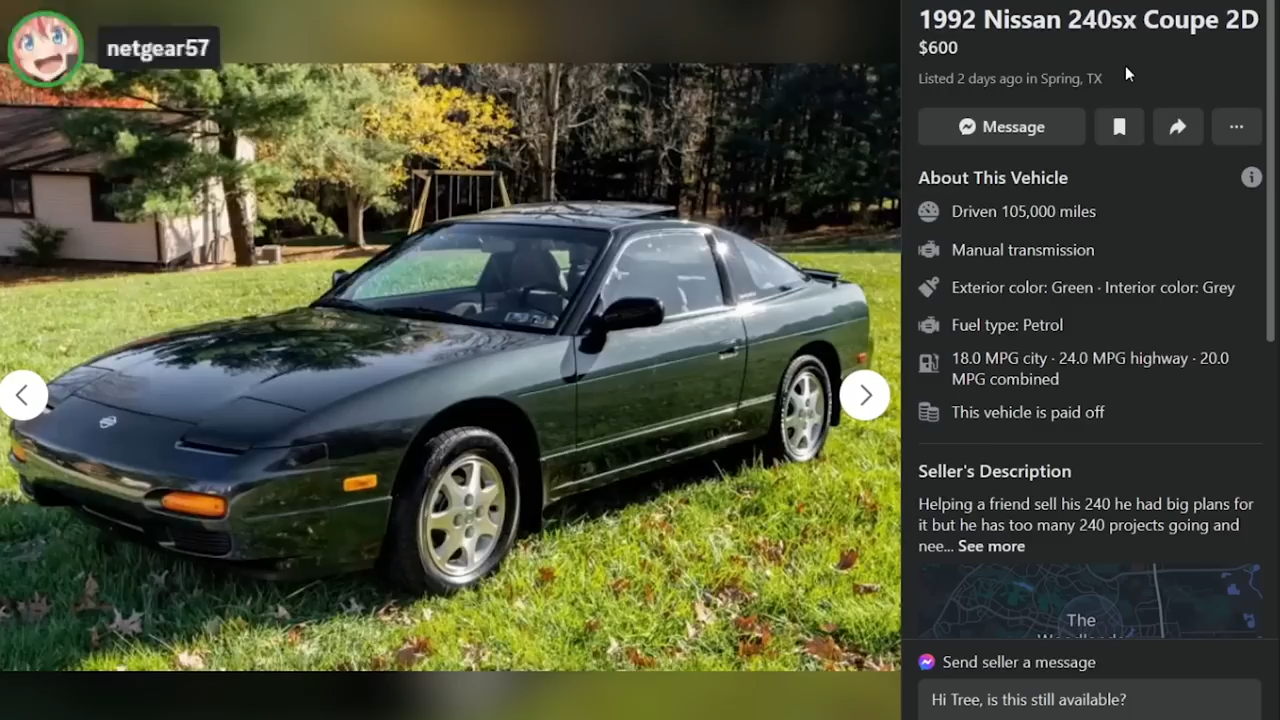 netgear57
1992 Nissan 240sx Coupe 2D
$600
Listed 2 days ago in Spring, TX
Message
About This Vehicle
Driven 105,000 miles
Manual transmission
Exterior color: Green · Interior color: Grey
Fuel type: Petrol
18.0 MPG city · 24.0 MPG highway · 20.0
MPG combined
This vehicle is paid off
Seller's Description
Helping a friend sell his 240 he had big plans for
it but he has too many 240 projects going and
nee... See more
The
Send seller a message
Hi Tree, is this still available?